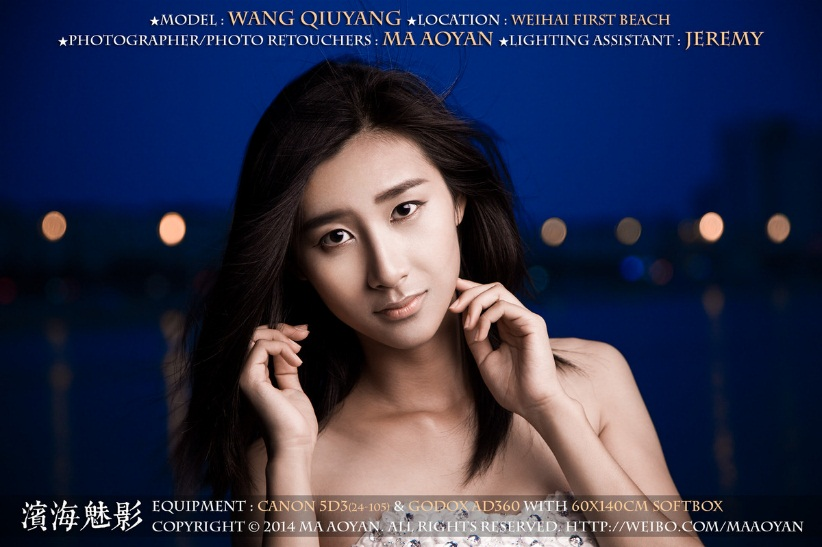 ★MODEL : WANG QIUYANG ★LOCATION : WEIHAI FIRST BEACH
★PHOTOGRAPHER/PHOTO RETOUCHERS : MA AOYAN ★LIGHTING ASSISTANT : JEREMY
濱海魅影
EQUIPMENT : CANON 5D3(24-105) & GODOX AD360 WITH 60X140CM SOFTBOX
COPYRIGHT © 2014 MA AOYAN. ALL RIGHTS RESERVED. HTTP://WEIBO.COM/MAAOYAN